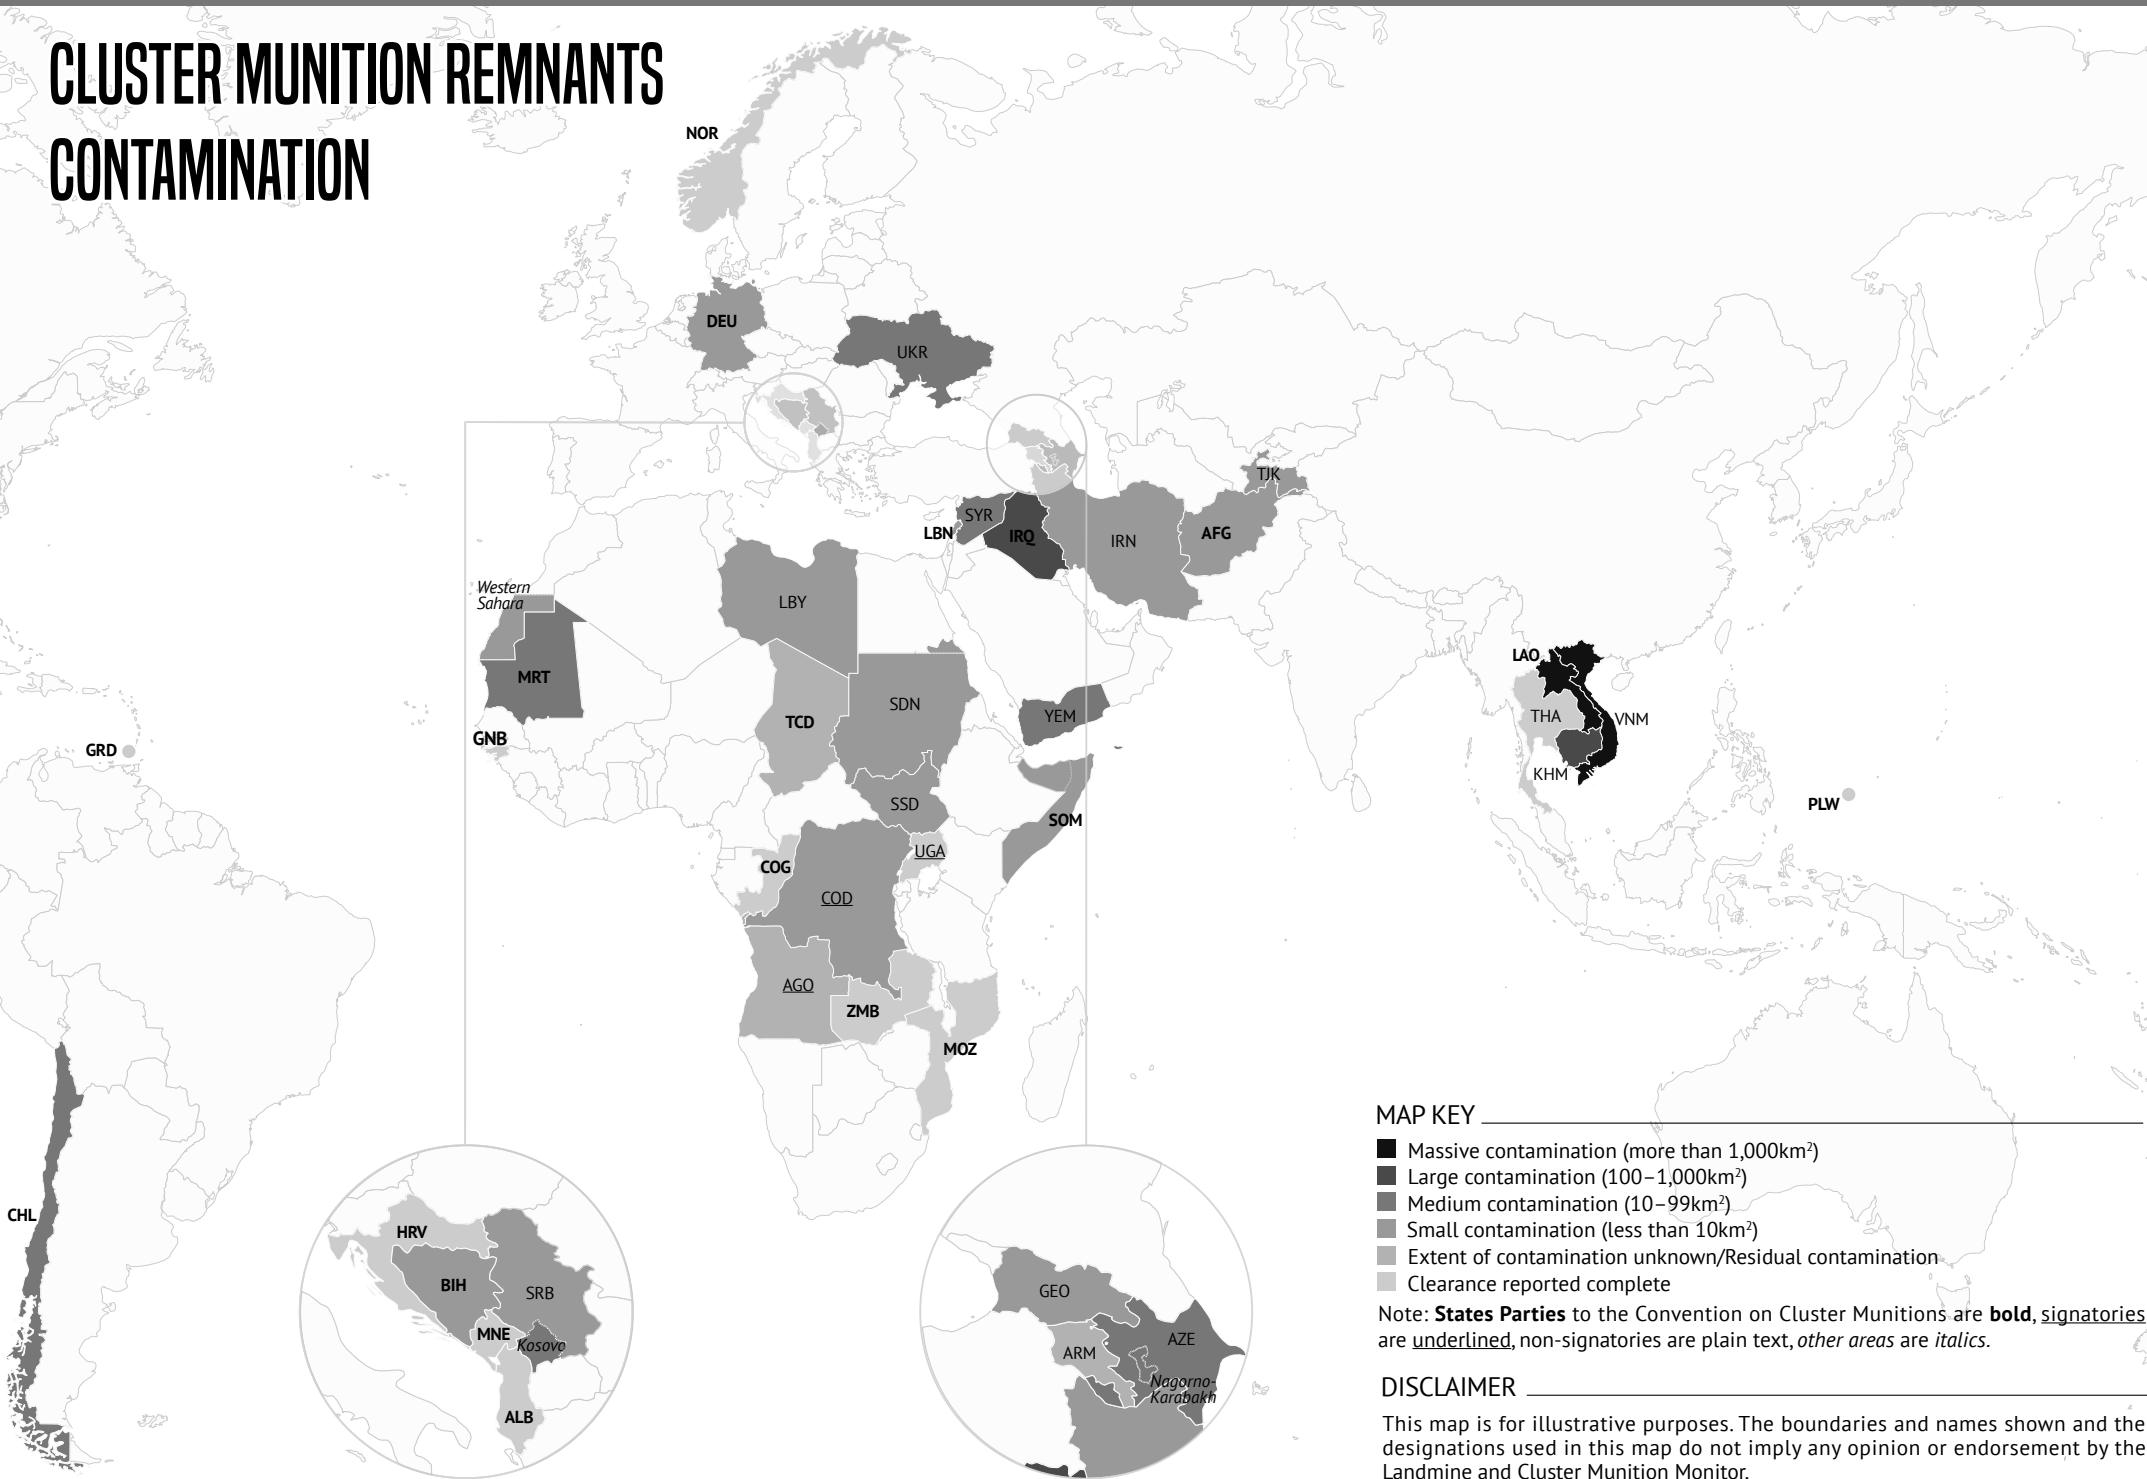 CLUSTER MUNITION REMNANTS
CONTAMINATION
NOR
DEU
UKR
TJK
SYR
LBN
IRQ
IRN
AFG
Western
Sahara
LBY
MRT
LAO
TCD
SDN
YEM
THA
VNM
GNB
GRD
KHM
SSD
PLW
SOM
UGA
COG
COD
AGO
ZMB
MOZ
CHL
HRV
BIH
SRB
MNE
Kosovo
ALB
GEO
AZE
ARM
Nagorno-
Karabakh
MAP KEY
Massive contamination (more than 1,000km²)
Large contamination (100–1,000km²)
Medium contamination (10–99km²)
Small contamination (less than 10km²)
Extent of contamination unknown/Residual contamination
Clearance reported complete
Note: States Parties to the Convention on Cluster Munitions are bold, signatories
are underlined, non-signatories are plain text, other areas are italics.
DISCLAIMER
This map is for illustrative purposes. The boundaries and names shown and the
designations used in this map do not imply any opinion or endorsement by the
Landmine and Cluster Munition Monitor.